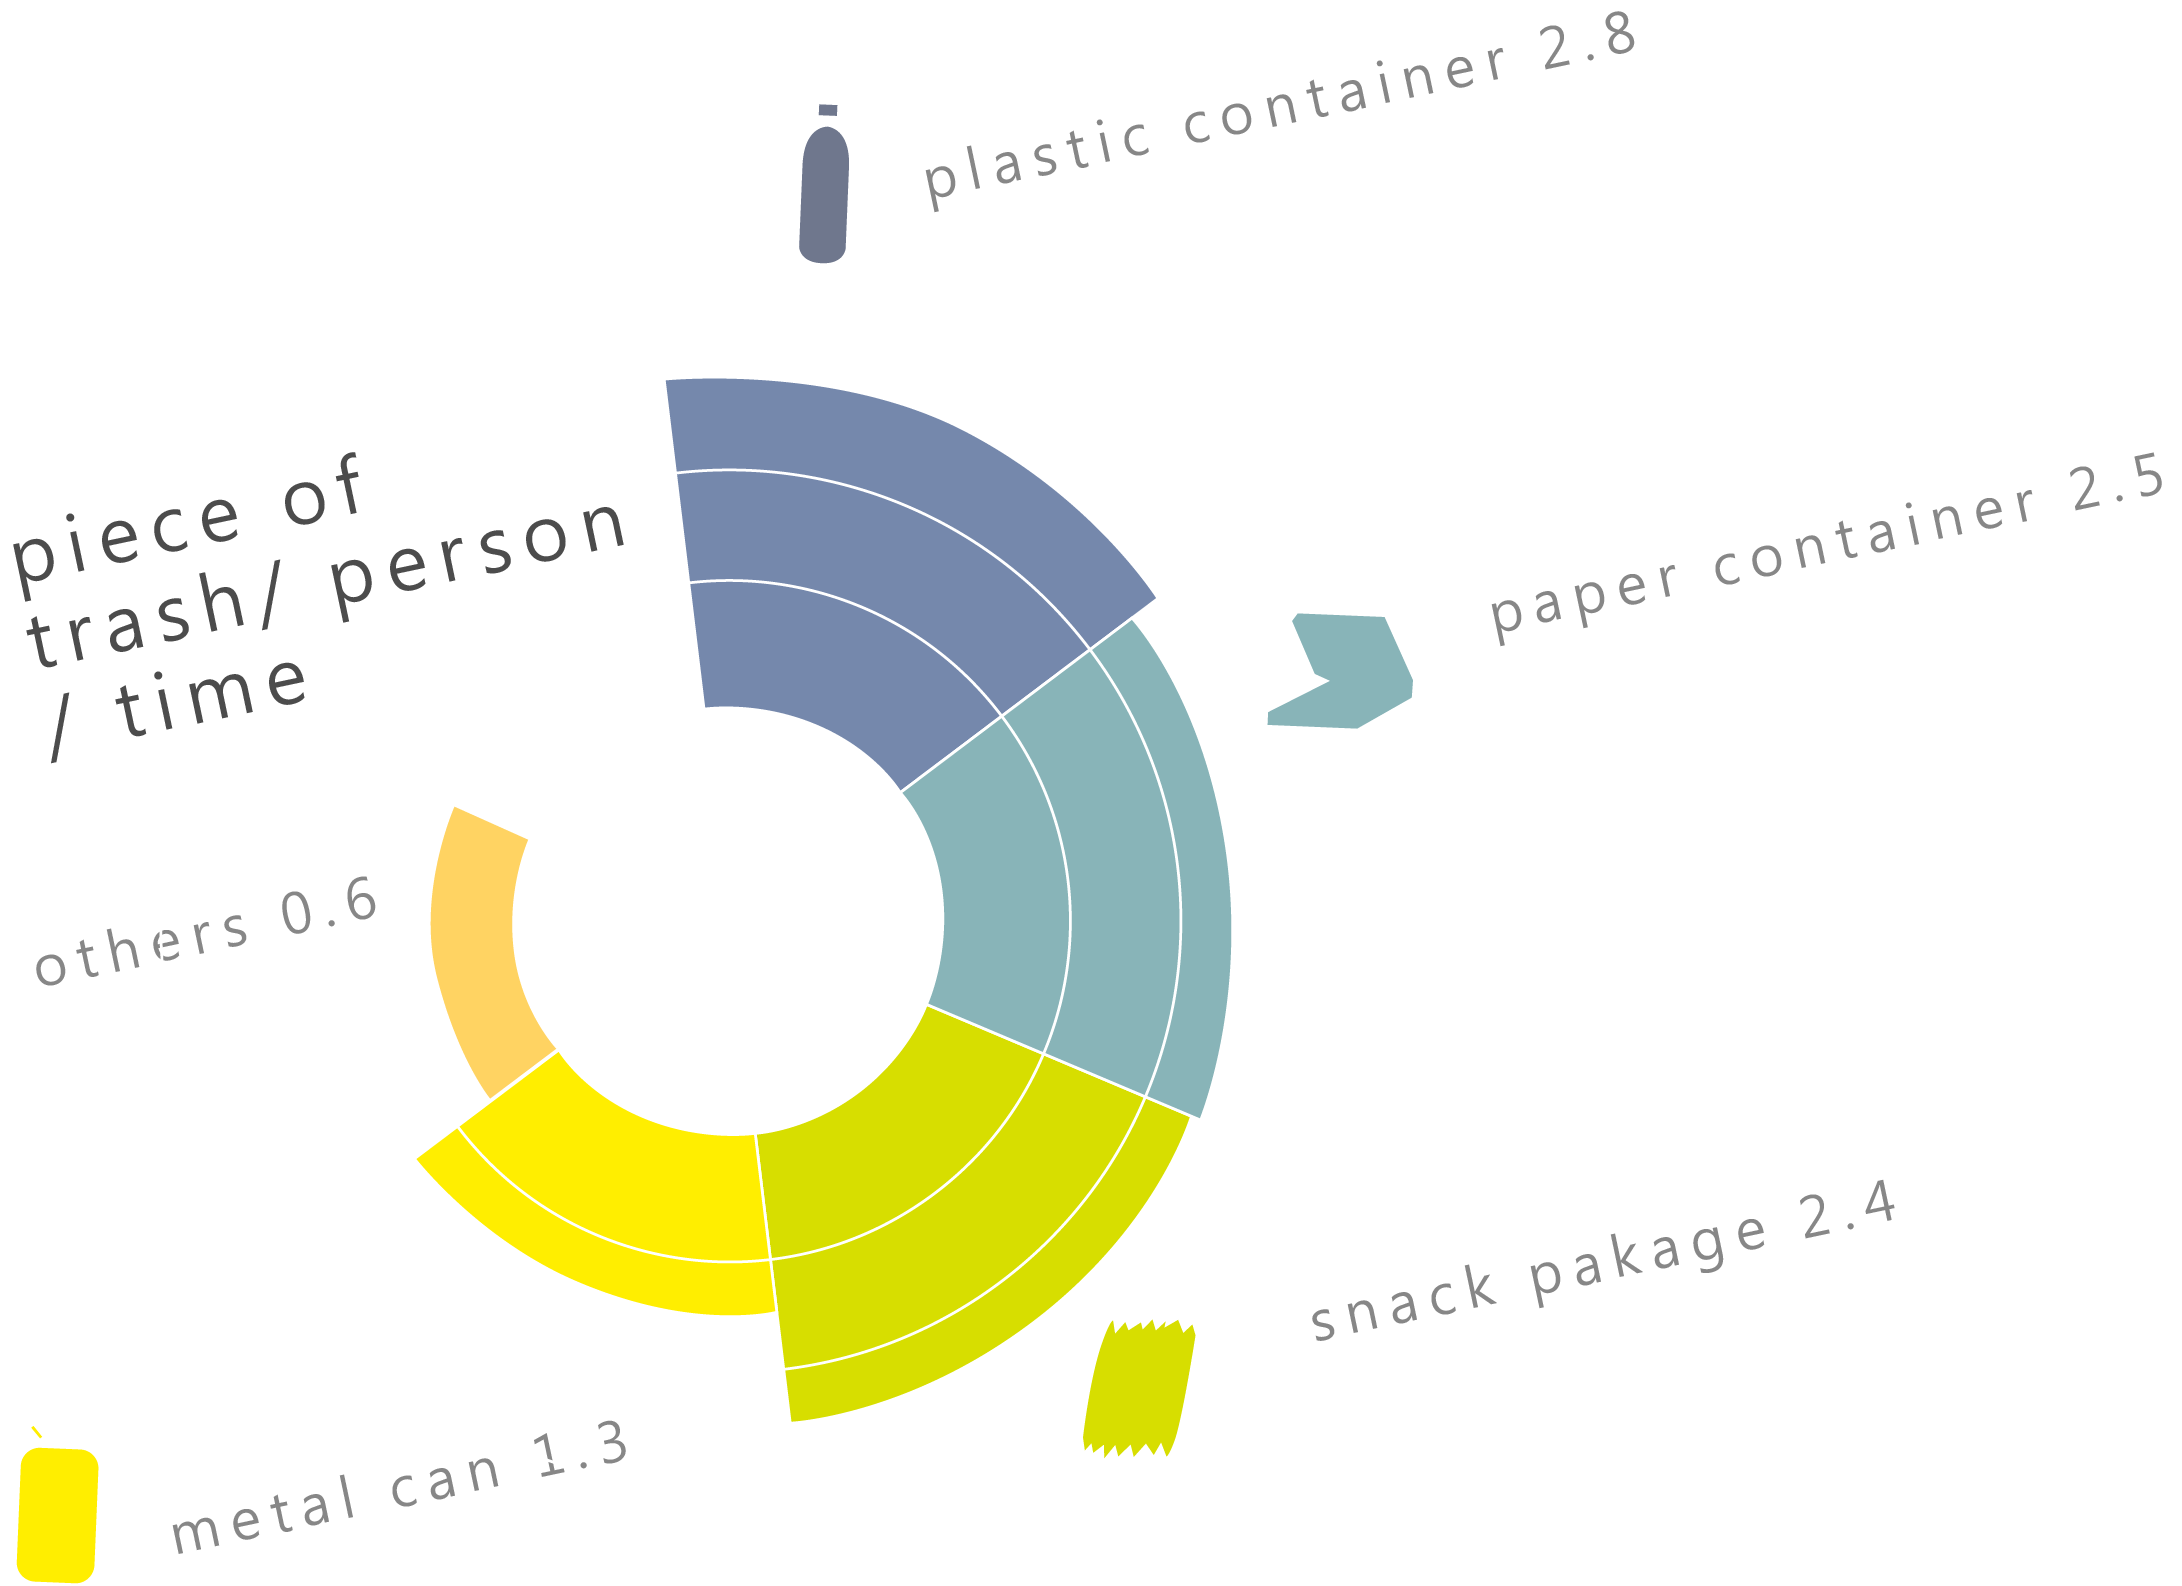 plastic container 2.8
piece of
trash/person
/time
paper container 2.5
others 0.6
snack pakage 2.4
metal can 1.3